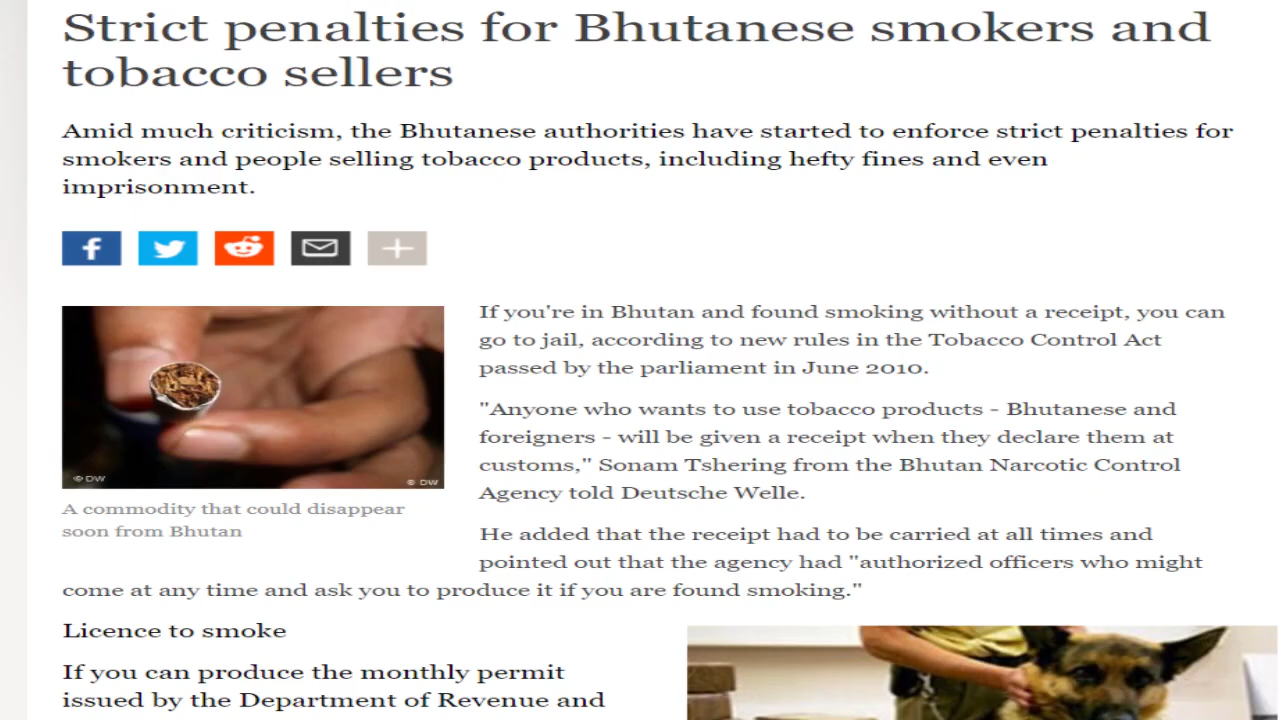 Strict penalties for Bhutanese smokers and
tobacco sellers
Amid much criticism, the Bhutanese authorities have started to enforce strict penalties for
smokers and people selling tobacco products, including hefty fines and even
imprisonment.
© DW
© DW
A commodity that could disappear
soon from Bhutan
If you're in Bhutan and found smoking without a receipt, you can
go to jail, according to new rules in the Tobacco Control Act
passed by the parliament in June 2010.
"Anyone who wants to use tobacco products - Bhutanese and
foreigners - will be given a receipt when they declare them at
customs," Sonam Tshering from the Bhutan Narcotic Control
Agency told Deutsche Welle.
He added that the receipt had to be carried at all times and
pointed out that the agency had "authorized officers who might
come at any time and ask you to produce it if you are found smoking."
Licence to smoke
If you can produce the monthly permit
issued by the Department of Revenue and